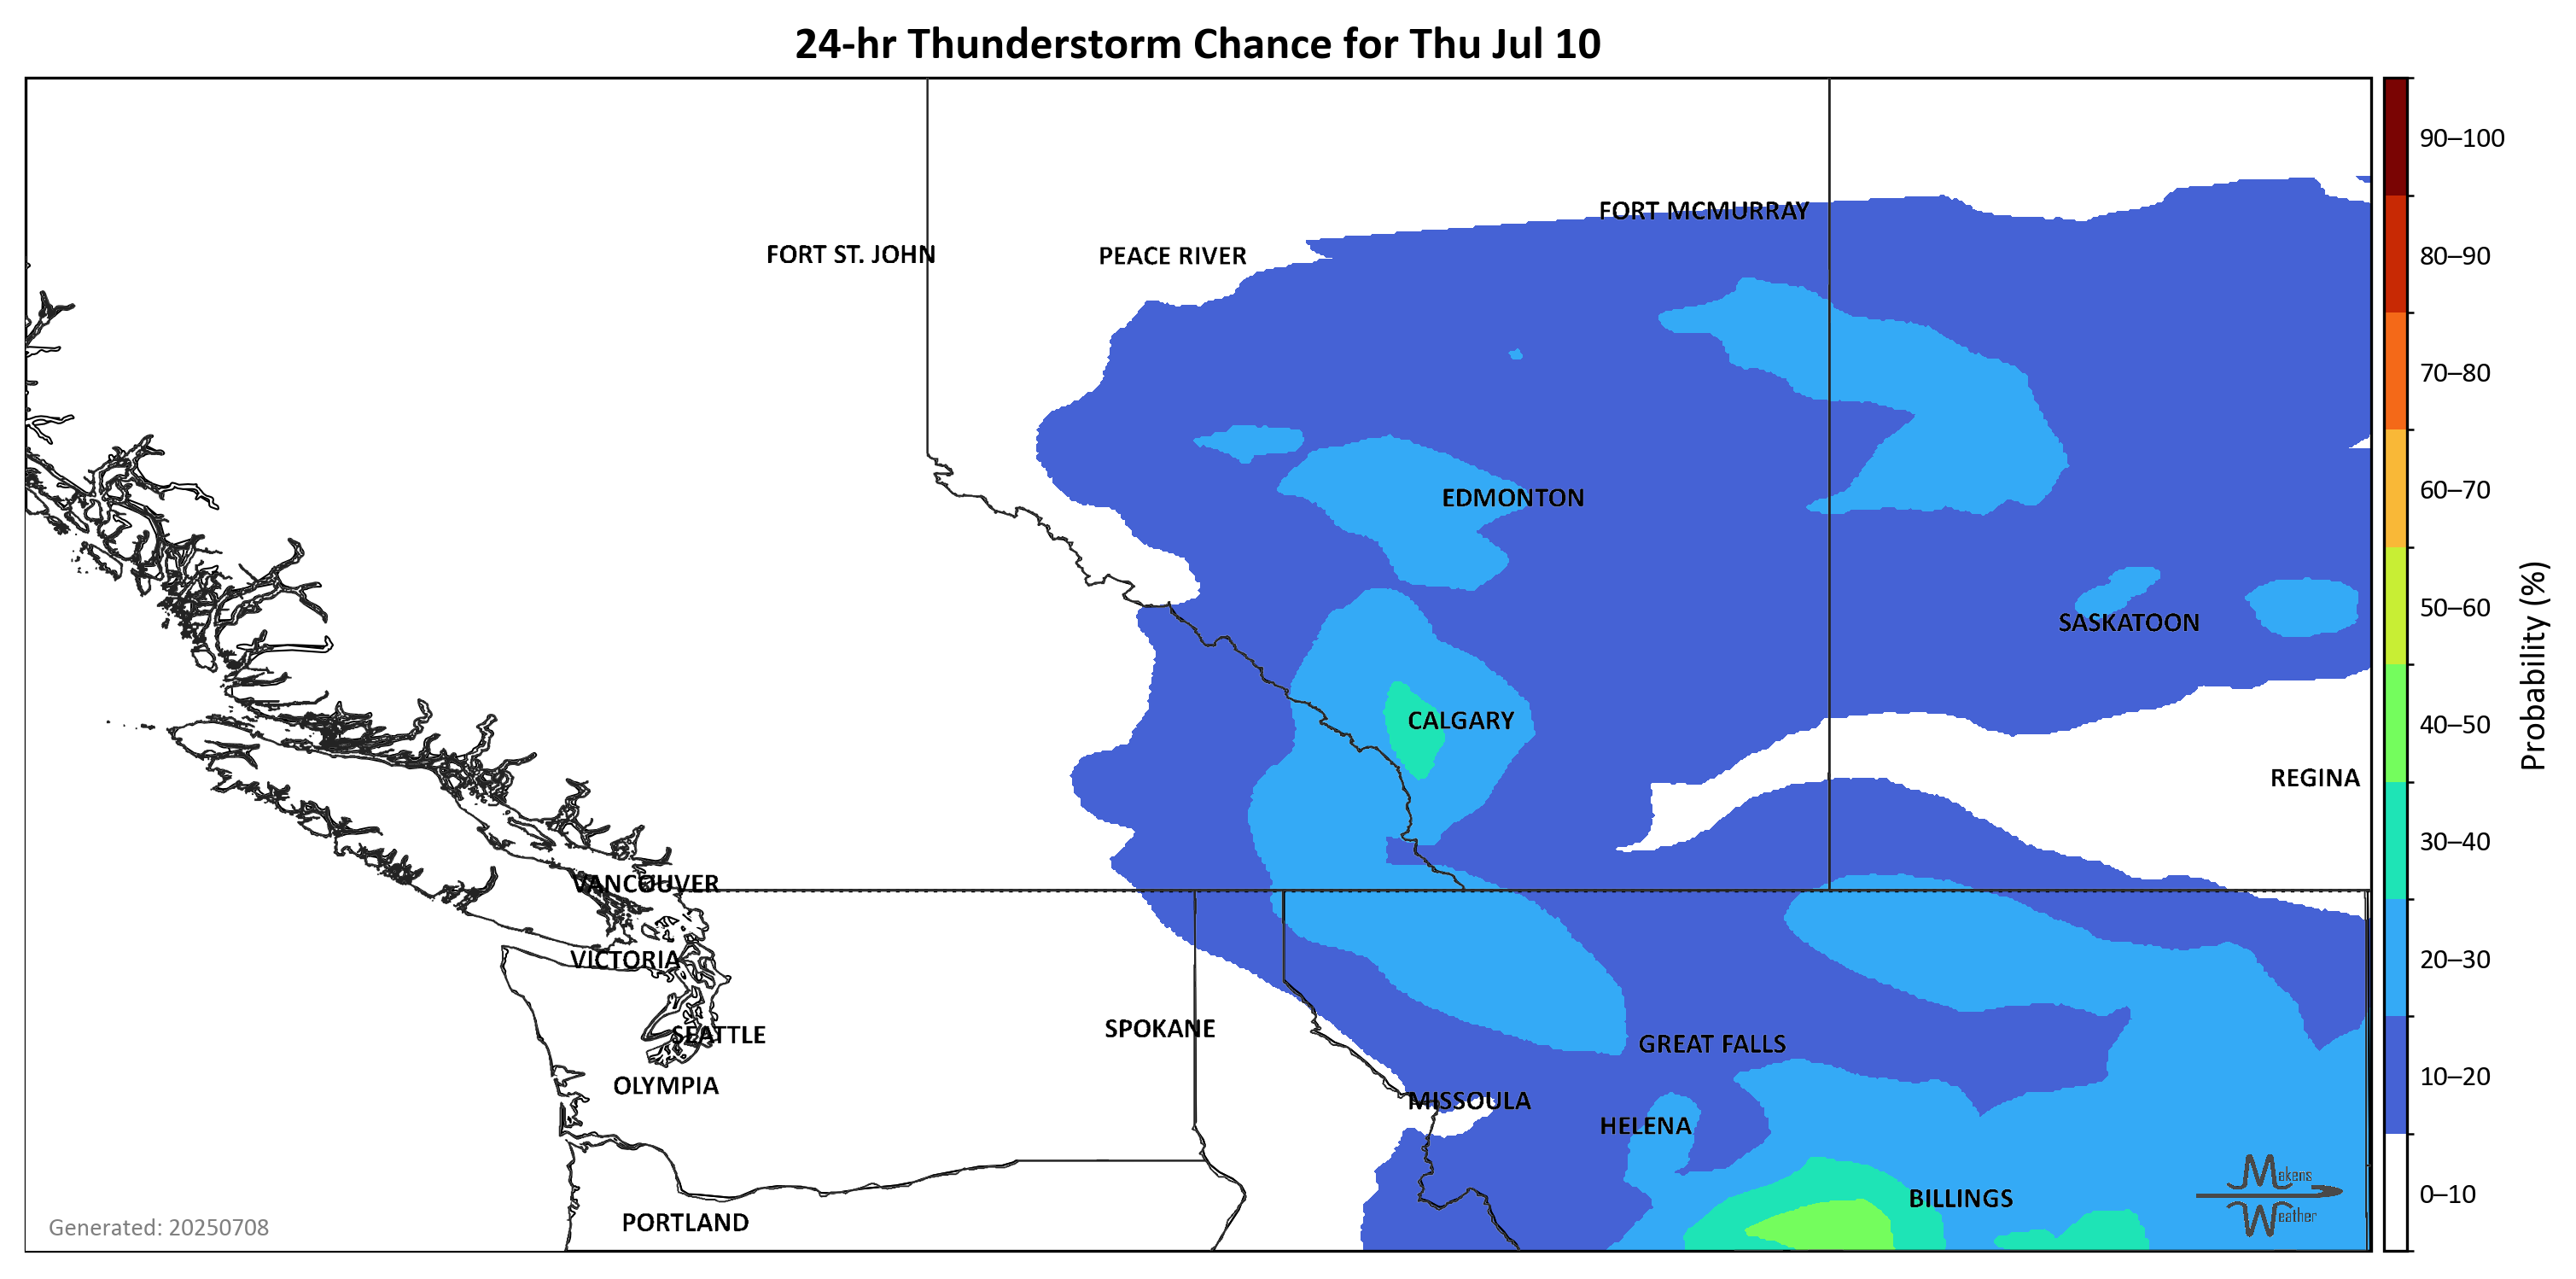 24-hr Thunderstorm Chance for Thu Jul 10
90–100
FORT MCMURRAY
FORT ST. JOHN
PEACE RIVER
80–90
70–80
EDMONTON
60–70
SASKATOON
50–60
Probability (%)
CALGARY
40–50
REGINA
30–40
VANCOUVER
VICTORIA
20–30
SEATTLE
SPOKANE
GREAT FALLS
OLYMPIA
10–20
MISSOULA
HELENA
Makens
Weather
BILLINGS
0–10
PORTLAND
Generated: 20250708